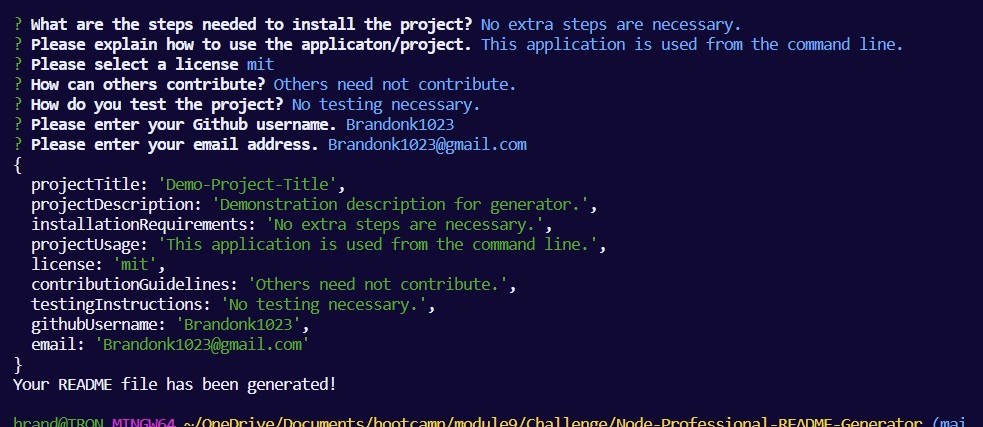 ? What are the steps needed to install the project? No extra steps are necessary.
? Please explain how to use the applicaton/project. This application is used from the command line.
? Please select a license mit
? How can others contribute? Others need not contribute.
? How do you test the project? No testing necessary.
? Please enter your Github username. Brandonk1023
? Please enter your email address. Brandonk1023@gmail.com
{
  projectTitle: 'Demo-Project-Title',
  projectDescription: 'Demonstration description for generator.',
  installationRequirements: 'No extra steps are necessary.',
  projectUsage: 'This application is used from the command line.',
  license: 'mit',
  contributionGuidelines: 'Others need not contribute.',
  testingInstructions: 'No testing necessary.',
  githubUsername: 'Brandonk1023',
  email: 'Brandonk1023@gmail.com'
}
Your README file has been generated!
brand@TRON MINGW64 ~/OneDrive/Documents/bootcamp/module9/Challenge/Node-Professional-README-Generator (mai